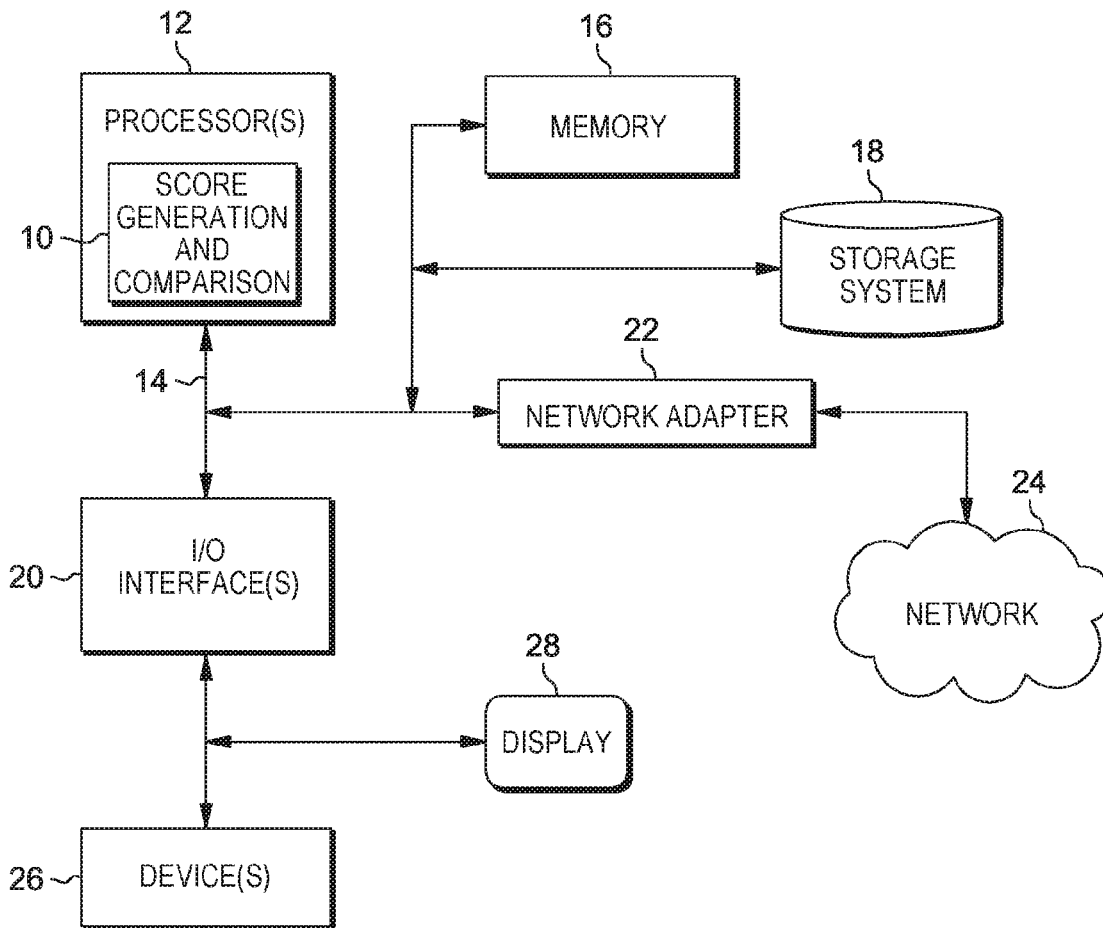 12
PROCESSOR(S)
10
SCORE
GENERATION
AND
COMPARISON
16
MEMORY
18
STORAGE
SYSTEM
14
22
NETWORK ADAPTER
24
NETWORK
20
I/O
INTERFACE(S)
28
DISPLAY
26
DEVICE(S)